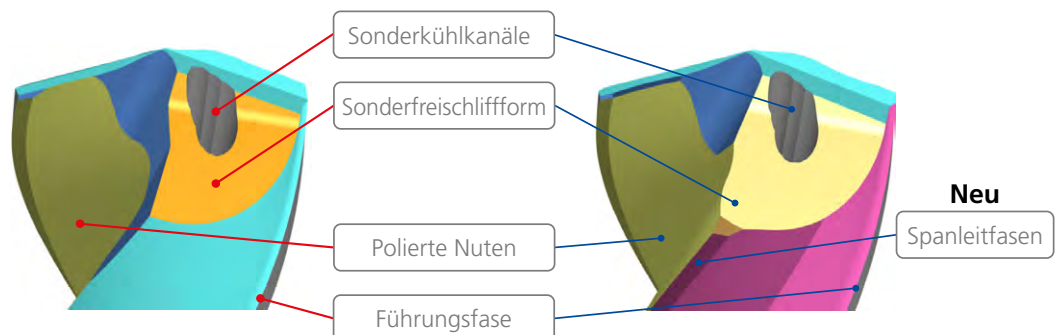 Sonderkühlkanäle
Sonderfreischliffform
Neu
Spanleitfasen
Polierte Nuten
Führungsfase